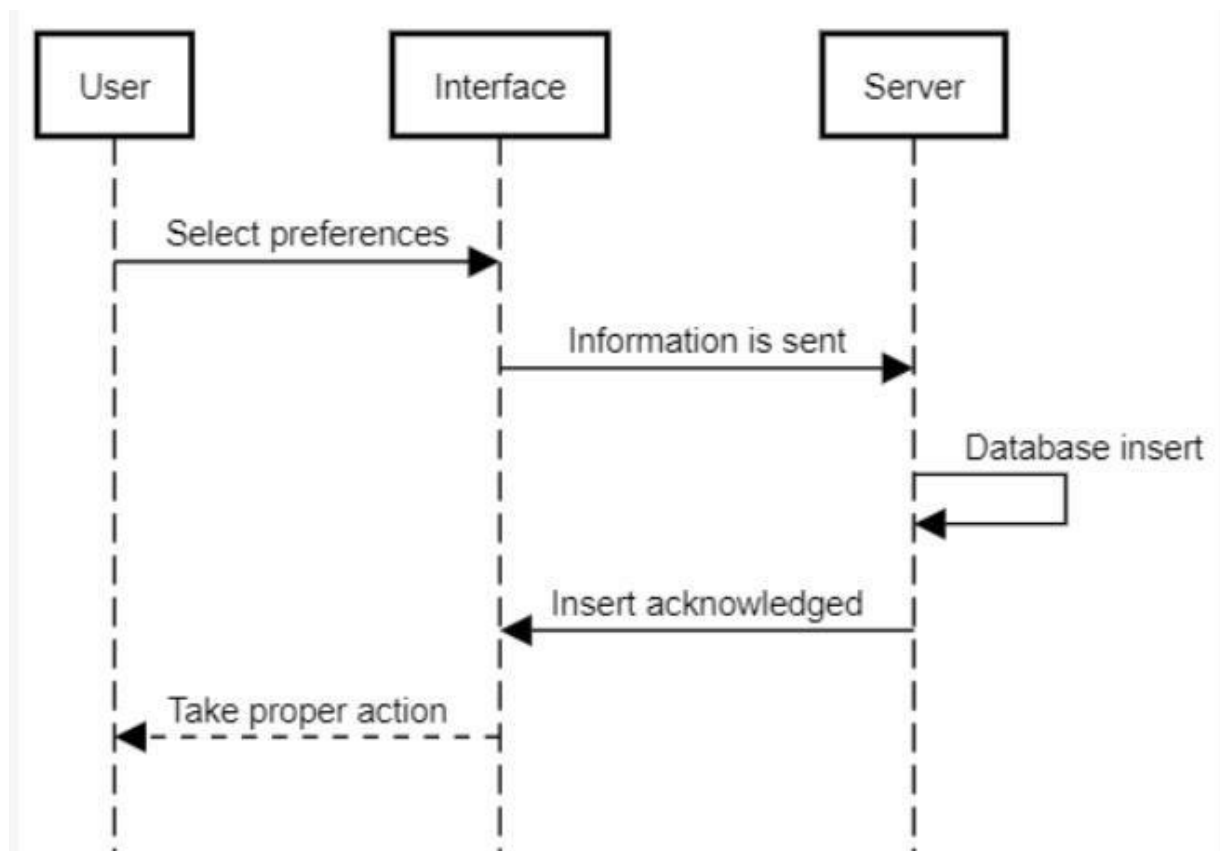 User
Interface
Server
Select preferences
Information is sent
Database insert
Insert acknowledged
Take proper action